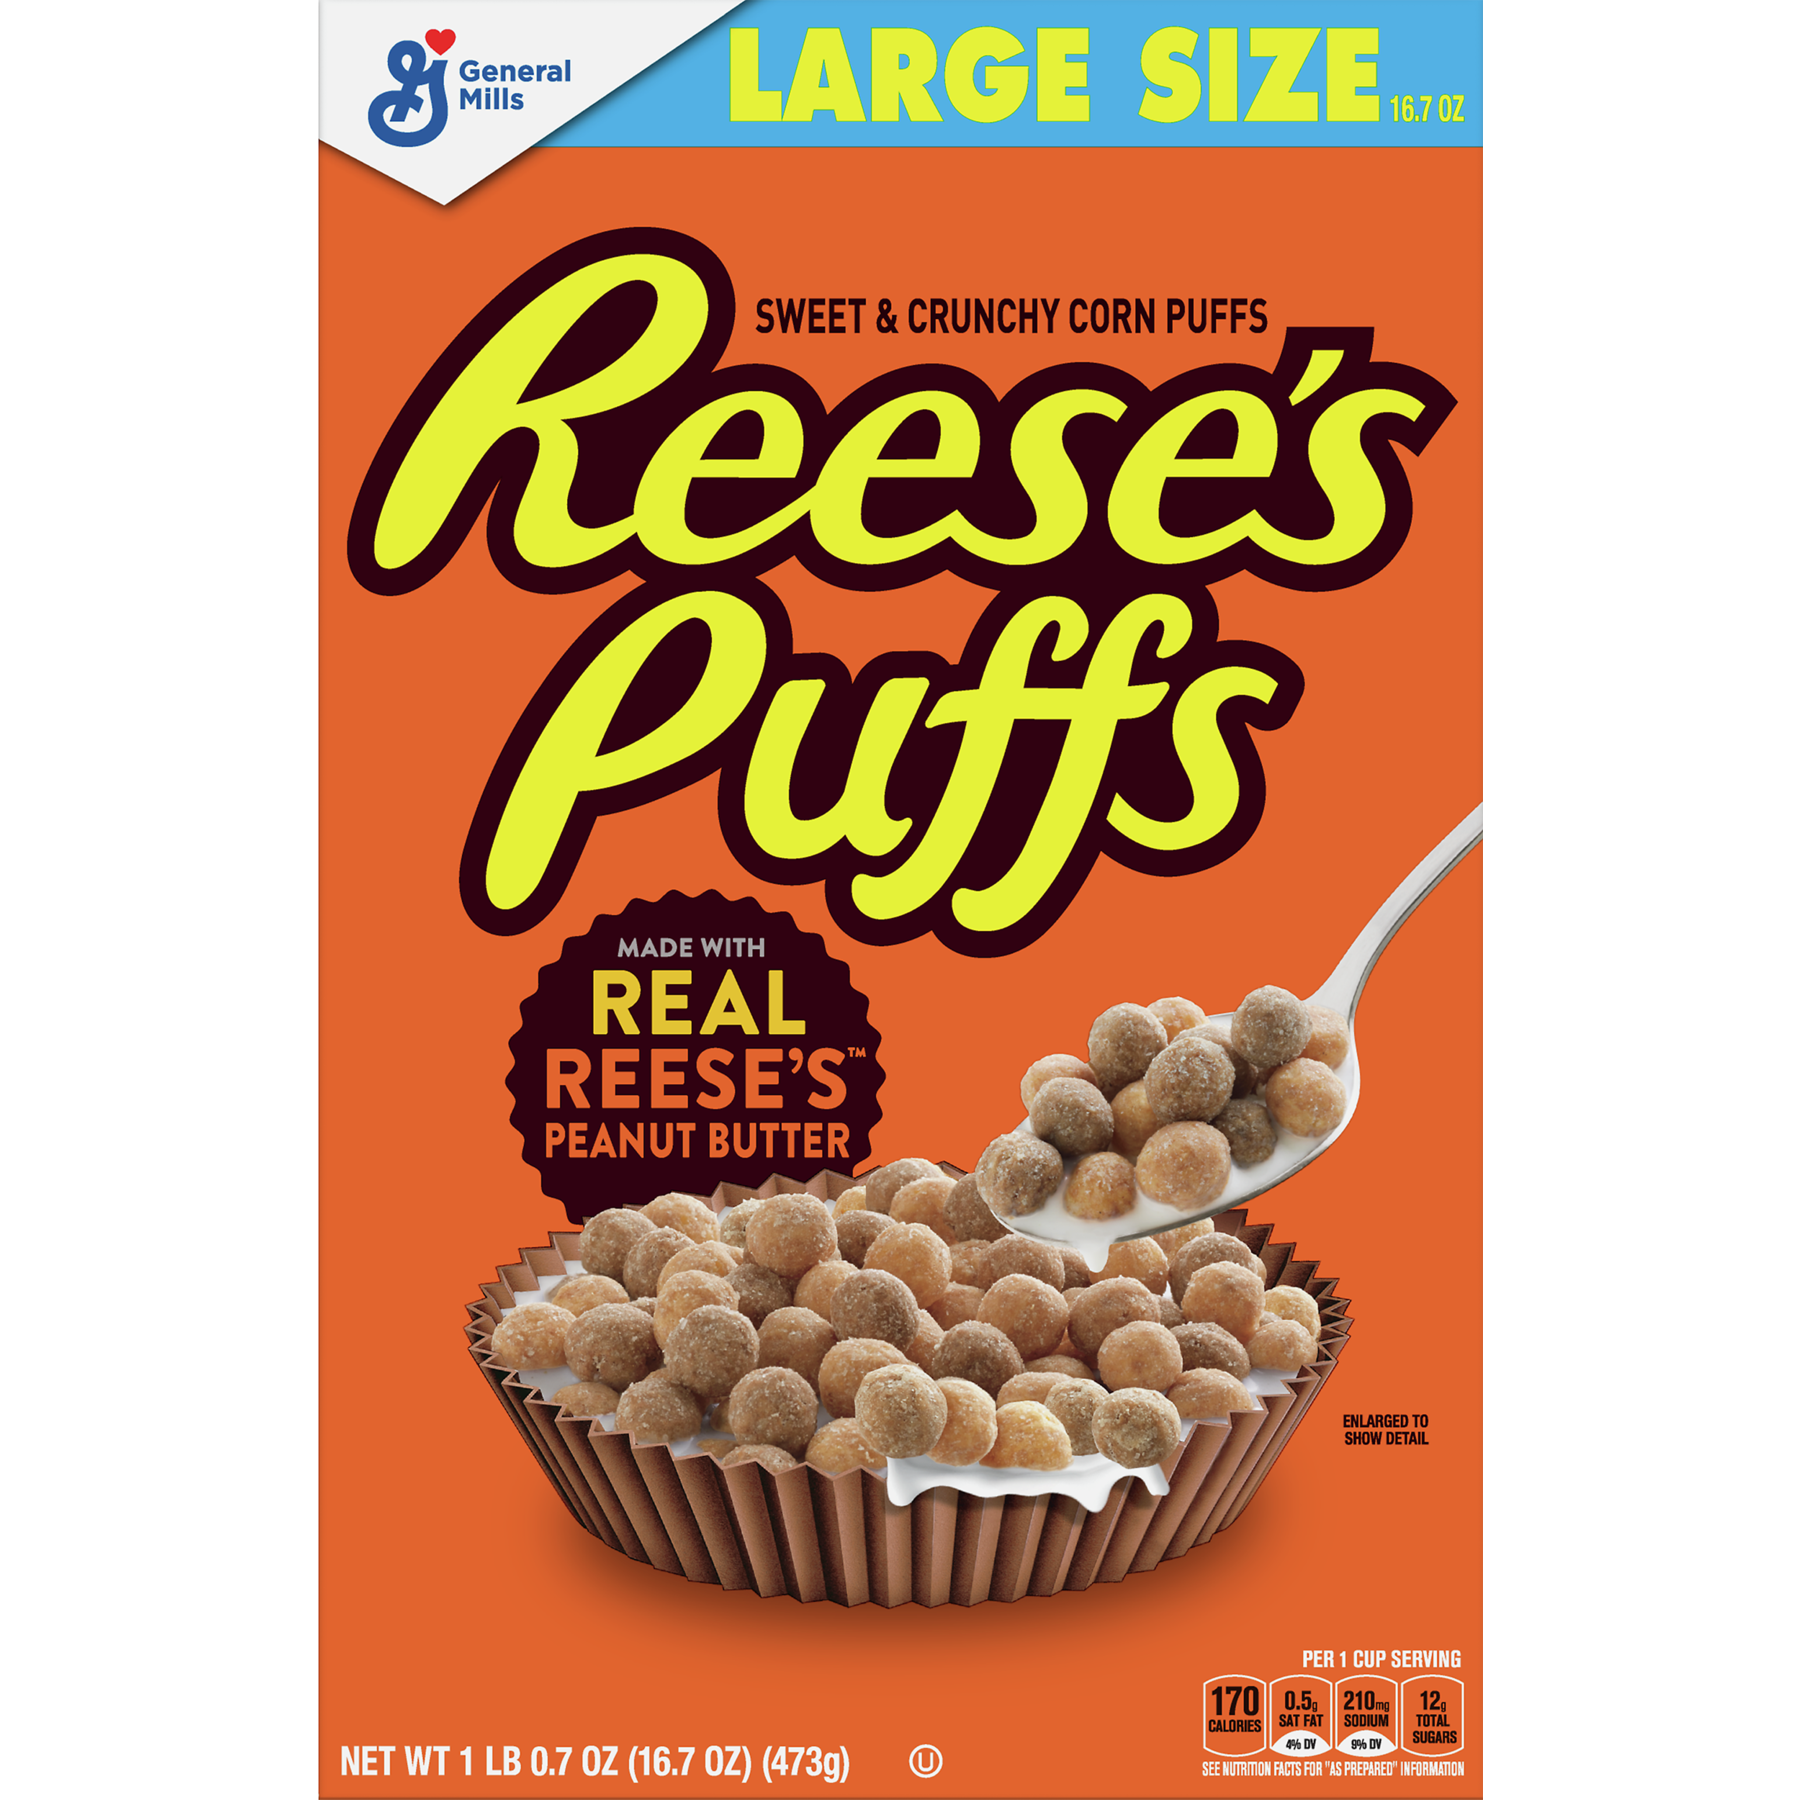 General
Mills
LARGE SIZE 16.7 OZ
SWEET & CRUNCHY CORN PUFFS
Reese's
Puffs
MADE WITH
REAL
REESE'S™
PEANUT BUTTER
ENLARGED TO
SHOW DETAIL
PER 1 CUP SERVING
170 CALORIES
0.5g SAT FAT 4% DV
210mg SODIUM 9% DV
12g TOTAL SUGARS
SEE NUTRITION FACTS FOR "AS PREPARED" INFORMATION
NET WT 1 LB 0.7 OZ (16.7 OZ) (473g) U